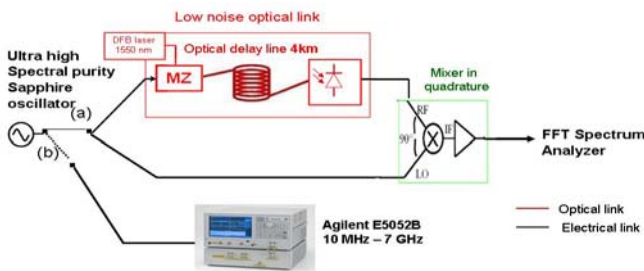 Low noise optical link
DFB laser
1550 nm
Optical delay line 4km
MZ
Ultra high
Spectral purity
Sapphire
oscillator
(a)
(b)
Mixer in
quadrature
RF
90°
IF
LO
FFT Spectrum
Analyzer
Agilent E5052B
10 MHz – 7 GHz
Optical link
Electrical link